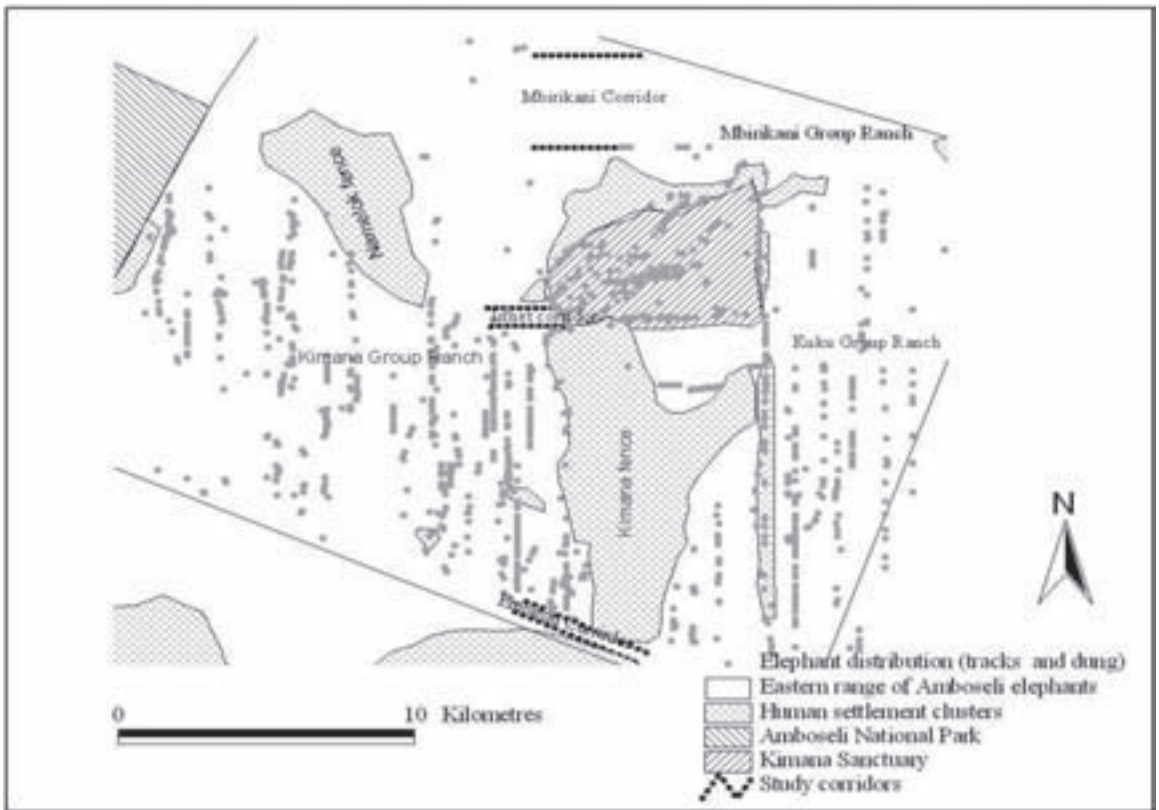 Mbirikani Corridor
Mbirikani Group Ranch
Namelok fence
Kimana Group Ranch
Kuku Group Ranch
Kimana fence
N
0 10 Kilometres
Elephant distribution (tracks and dung)
Eastern range of Amboseli elephants
Human settlement clusters
Amboseli National Park
Kimana Sanctuary
Study corridors